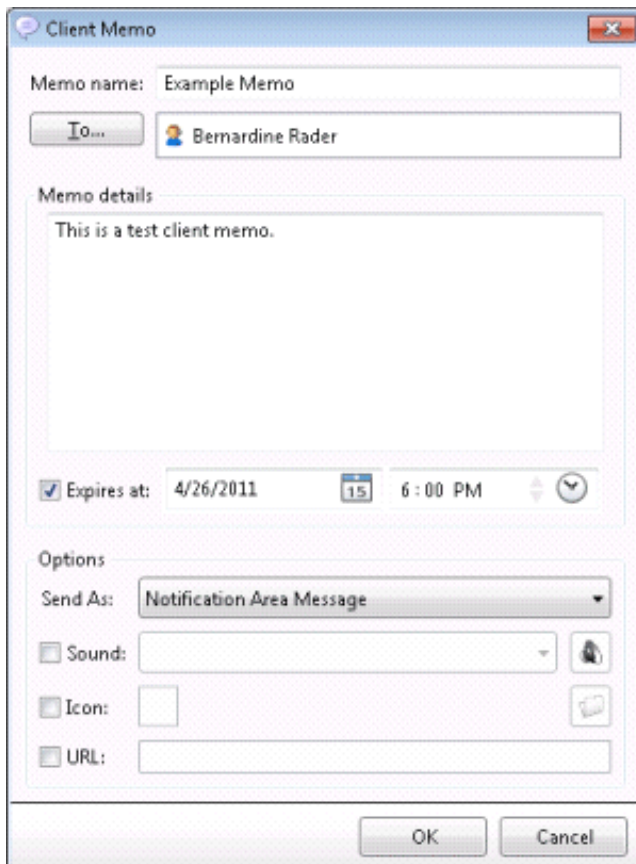 Client Memo
Memo name: Example Memo
To... Bernardine Rader
Memo details
This is a test client memo.
Expires at: 4/26/2011 15 6:00 PM
Options
Send As: Notification Area Message
Sound:
Icon:
URL:
OK Cancel